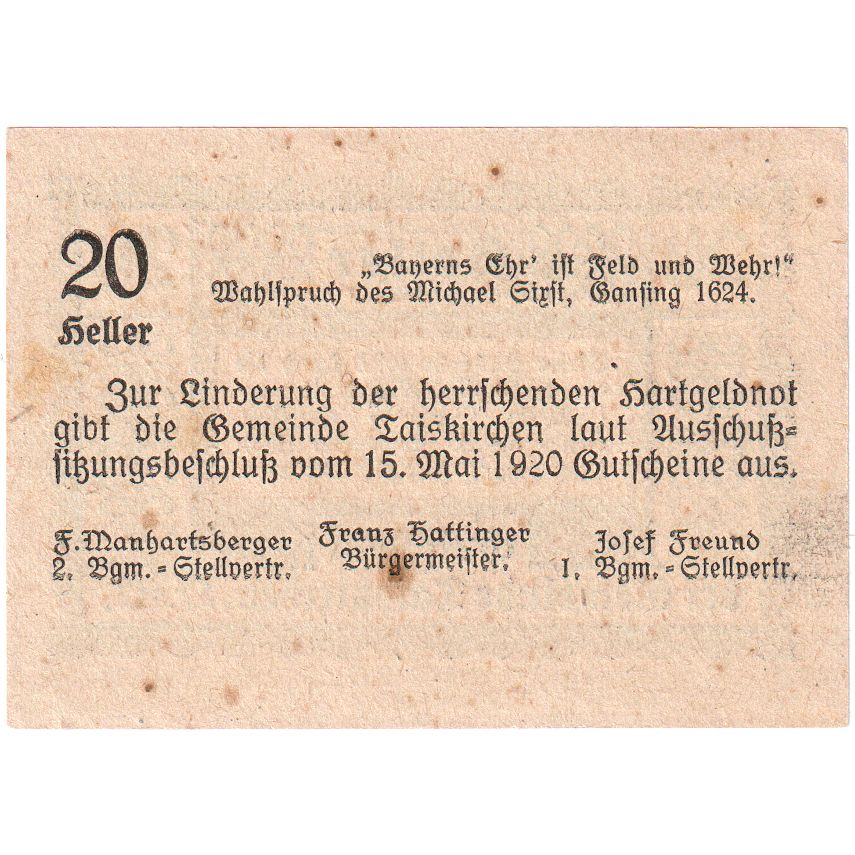 20
Heller
„Bayerns Ehr' ist Feld und Wehr!"
Wahlspruch des Michael Sixst, Gansing 1624.
Zur Linderung der herrschenden Hartgeldnot
gibt die Gemeinde Taiskirchen laut Ausschuß=
sitzungsbeschluß vom 15. Mai 1920 Gutscheine aus.
F. Manhartsberger
2. Bgm.=Stellvertr.
Franz Hattinger
Bürgermeister.
Josef Freund
1. Bgm.=Stellvertr.